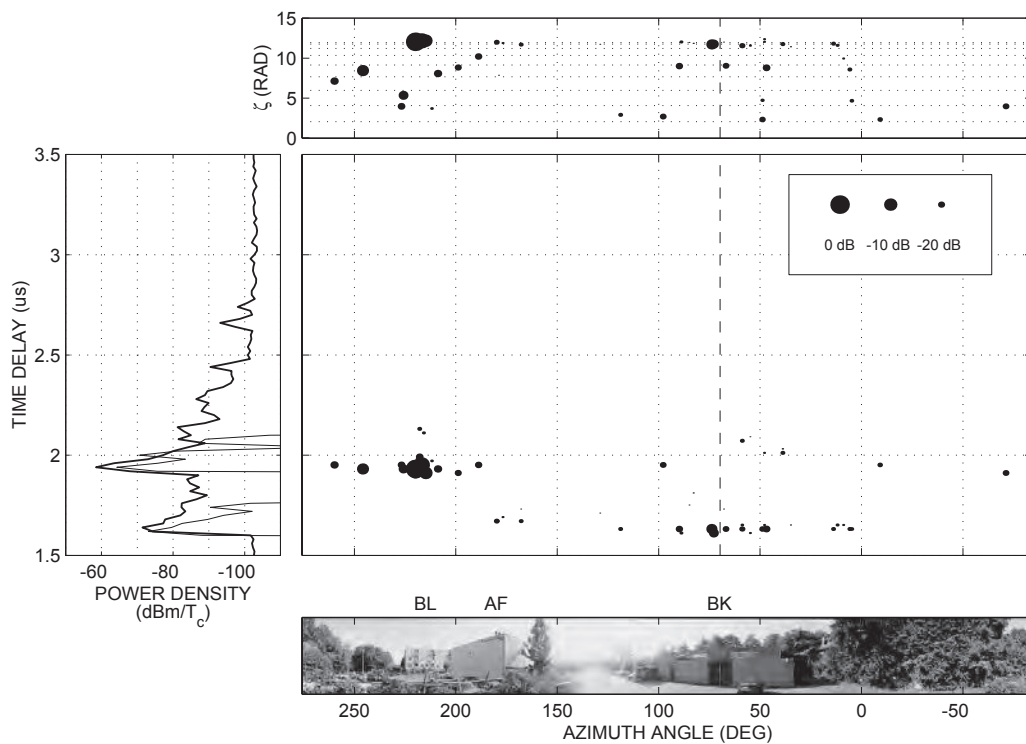 15
10
5
0
ζ (RAD)
3.5
3
2.5
2
1.5
TIME DELAY (us)
-60 -80 -100
POWER DENSITY
(dBm/Tc)
0 dB -10 dB -20 dB
BL AF BK
250 200 150 100 50 0 -50
AZIMUTH ANGLE (DEG)